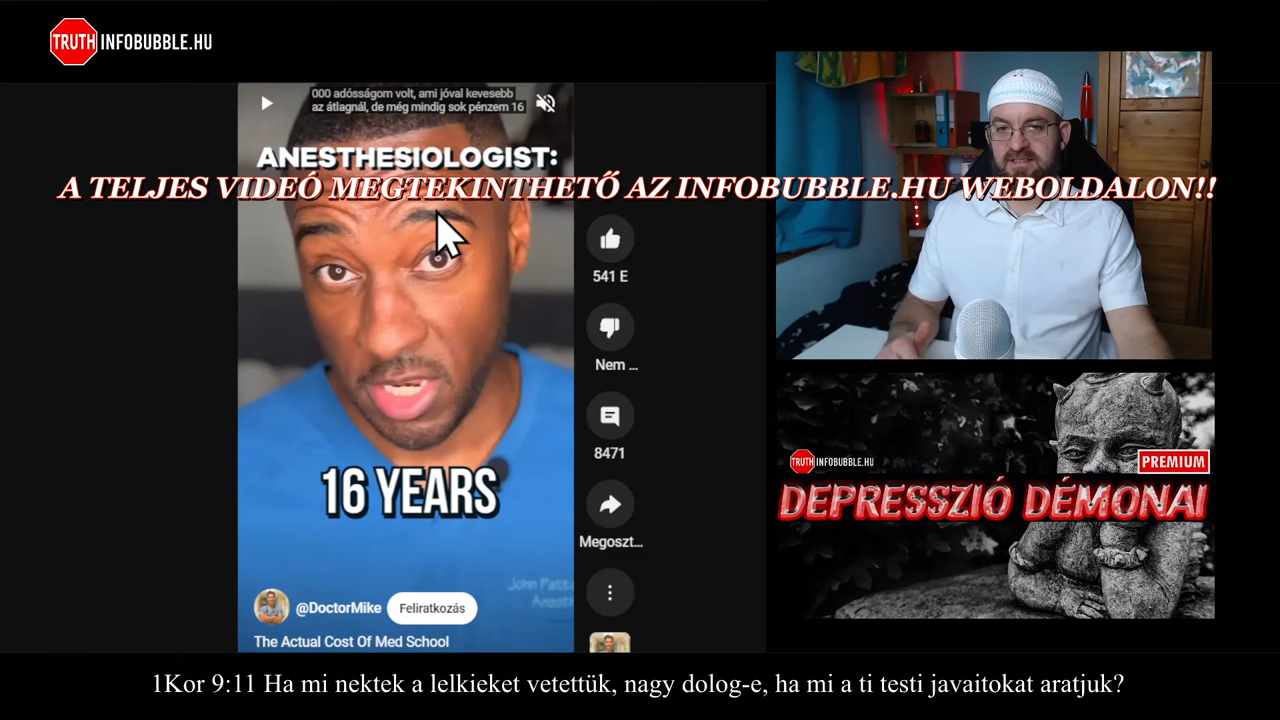 TRUTH INFOBUBBLE.HU
000 adósságom volt, ami jóval kevesebb
az átlagnál, de még mindig sok pénzem 16
ANESTHESIOLOGIST:
A TELJES VIDEÓ MEGTEKINTHETŐ AZ INFOBUBBLE.HU WEBOLDALON!!
541 E
Nem ...
8471
Megoszt...
16 YEARS
@DoctorMike
Feliratkozás
The Actual Cost Of Med School
TRUTH INFOBUBBLE.HU
PREMIUM
DEPRESSZIÓ DÉMONAI
1Kor 9:11 Ha mi nektek a lelkieket vetettük, nagy dolog-e, ha mi a ti testi javaitokat aratjuk?